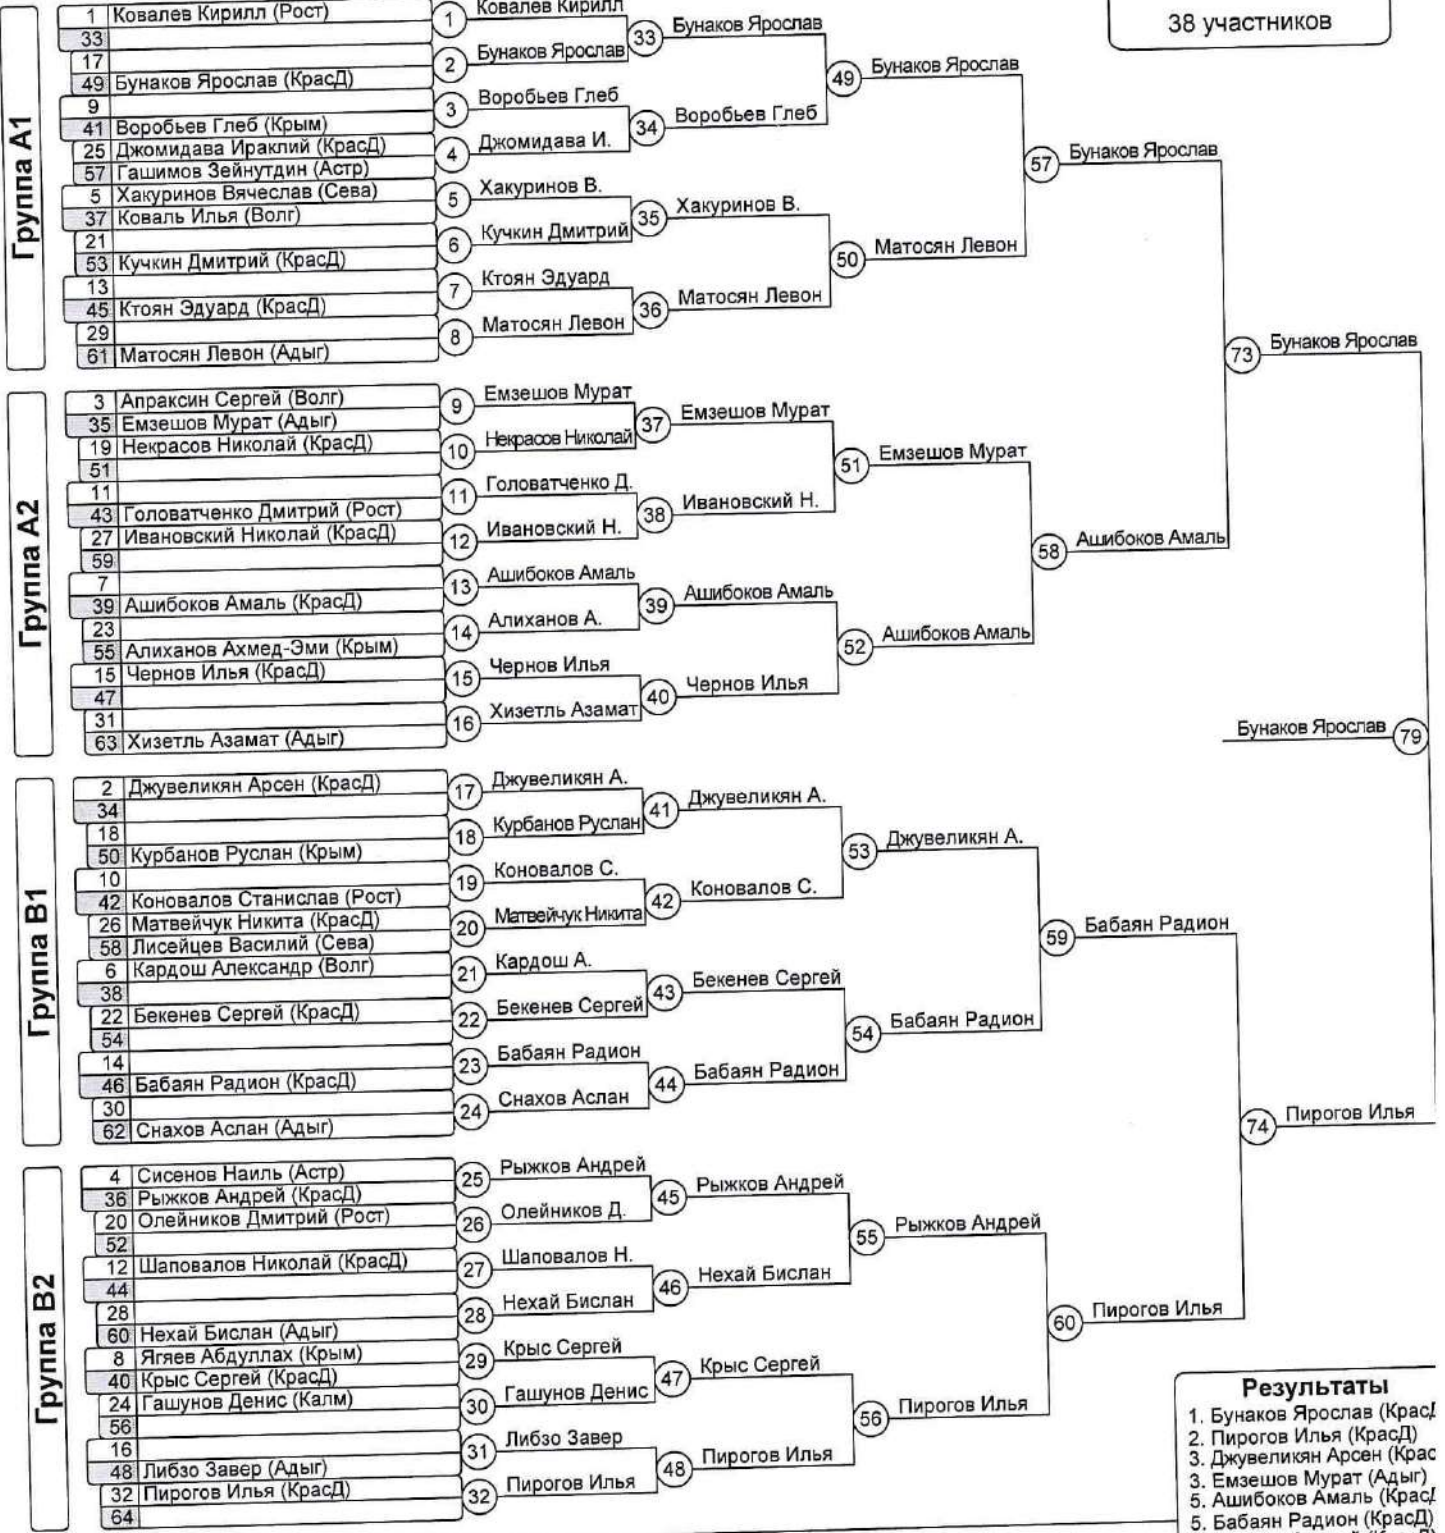 38 участников
Группа A1
1 Ковалев Кирилл (Рост)
33
17
49 Бунаков Ярослав (КрасД)
9
41 Воробьев Глеб (Крым)
25 Джомидава Ираклий (КрасД)
57 Гашимов Зейнутдин (Астр)
5 Хакуринов Вячеслав (Сева)
37 Коваль Илья (Волг)
21
53 Кучкин Дмитрий (КрасД)
13
45 Ктоян Эдуард (КрасД)
29
61 Матосян Левон (Адыг)
1 Ковалев Кирилл
2 Бунаков Ярослав
3 Воробьев Глеб
4 Джомидава И.
5 Хакуринов В.
6 Кучкин Дмитрий
7 Ктоян Эдуард
8 Матосян Левон
33 Бунаков Ярослав
34 Воробьев Глеб
35 Хакуринов В.
36 Матосян Левон
49 Бунаков Ярослав
50 Матосян Левон
57 Бунаков Ярослав
Группа A2
3 Апраксин Сергей (Волг)
35 Емзешов Мурат (Адыг)
19 Некрасов Николай (КрасД)
51
11
43 Головатченко Дмитрий (Рост)
27 Ивановский Николай (КрасД)
59
7
39 Ашибоков Амаль (КрасД)
23
55 Алиханов Ахмед-Эми (Крым)
15 Чернов Илья (КрасД)
47
31
63 Хизетль Азамат (Адыг)
9 Емзешов Мурат
10 Некрасов Николай
11 Головатченко Д.
12 Ивановский Н.
13 Ашибоков Амаль
14 Алиханов А.
15 Чернов Илья
16 Хизетль Азамат
37 Емзешов Мурат
38 Ивановский Н.
39 Ашибоков Амаль
40 Чернов Илья
51 Емзешов Мурат
52 Ашибоков Амаль
58 Ашибоков Амаль
73 Бунаков Ярослав
Бунаков Ярослав 79
Группа B1
2 Джувеликян Арсен (КрасД)
34
18
50 Курбанов Руслан (Крым)
10
42 Коновалов Станислав (Рост)
26 Матвейчук Никита (КрасД)
58 Лисейцев Василий (Сева)
6 Кардош Александр (Волг)
38
22 Бекенев Сергей (КрасД)
54
14
46 Бабаян Радион (КрасД)
30
62 Снахов Аслан (Адыг)
17 Джувеликян А.
18 Курбанов Руслан
19 Коновалов С.
20 Матвейчук Никита
21 Кардош А.
22 Бекенев Сергей
23 Бабаян Радион
24 Снахов Аслан
41 Джувеликян А.
42 Коновалов С.
43 Бекенев Сергей
44 Бабаян Радион
53 Джувеликян А.
54 Бабаян Радион
59 Бабаян Радион
Группа B2
4 Сисенов Наиль (Астр)
36 Рыжков Андрей (КрасД)
20 Олейников Дмитрий (Рост)
52
12 Шаповалов Николай (КрасД)
44
28
60 Нехай Бислан (Адыг)
8 Ягяев Абдуллах (Крым)
40 Крыс Сергей (КрасД)
24 Гашунов Денис (Калм)
56
16
48 Либзо Завер (Адыг)
32 Пирогов Илья (КрасД)
64
25 Рыжков Андрей
26 Олейников Д.
27 Шаповалов Н.
28 Нехай Бислан
29 Крыс Сергей
30 Гашунов Денис
31 Либзо Завер
32 Пирогов Илья
45 Рыжков Андрей
46 Нехай Бислан
47 Крыс Сергей
48 Пирогов Илья
55 Рыжков Андрей
56 Пирогов Илья
60 Пирогов Илья
74 Пирогов Илья
Результаты
1. Бунаков Ярослав (Крас
2. Пирогов Илья (КрасД)
3. Джувеликян Арсен (Крас
3. Емзешов Мурат (Адыг)
5. Ашибоков Амаль (Крас
5. Бабаян Радион (КрасД)